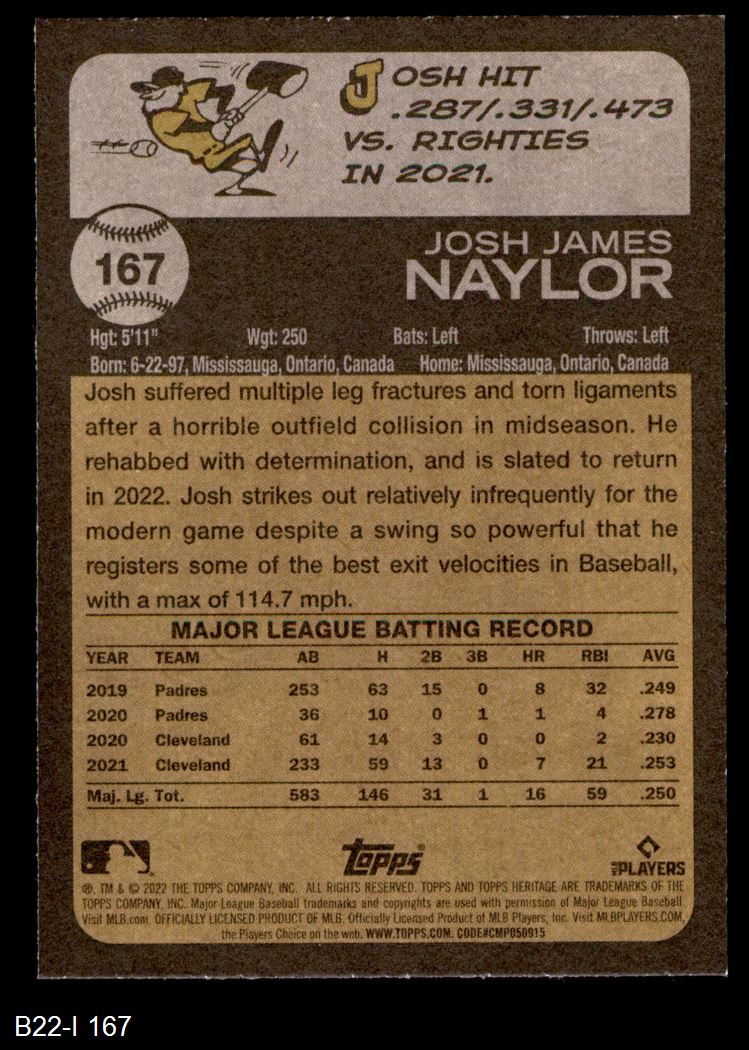 JOSH HIT
.287/.331/.473
VS. RIGHTIES
IN 2021.
167
JOSH JAMES
NAYLOR
Hgt: 5'11" Wgt: 250 Bats: Left Throws: Left
Born: 6-22-97, Mississauga, Ontario, Canada Home: Mississauga, Ontario, Canada
Josh suffered multiple leg fractures and torn ligaments
after a horrible outfield collision in midseason. He
rehabbed with determination, and is slated to return
in 2022. Josh strikes out relatively infrequently for the
modern game despite a swing so powerful that he
registers some of the best exit velocities in Baseball,
with a max of 114.7 mph.
MAJOR LEAGUE BATTING RECORD
YEAR TEAM AB H 2B 3B HR RBI AVG
2019 Padres 253 63 15 0 8 32 .249
2020 Padres 36 10 0 1 1 4 .278
2020 Cleveland 61 14 3 0 0 2 .230
2021 Cleveland 233 59 13 0 7 21 .253
Maj. Lg. Tot. 583 146 31 1 16 59 .250
Topps
MLB PLAYERS
®, TM & © 2022 THE TOPPS COMPANY, INC. ALL RIGHTS RESERVED. TOPPS AND TOPPS HERITAGE ARE TRADEMARKS OF THE
TOPPS COMPANY, INC. Major League Baseball trademarks and copyrights are used with permission of Major League Baseball.
Visit MLB.com. OFFICIALLY LICENSED PRODUCT OF MLB. Officially Licensed Product of MLB Players, Inc. Visit MLBPLAYERS.COM,
the Players Choice on the web. WWW.TOPPS.COM. CODE#CMP050915
B22-I 167